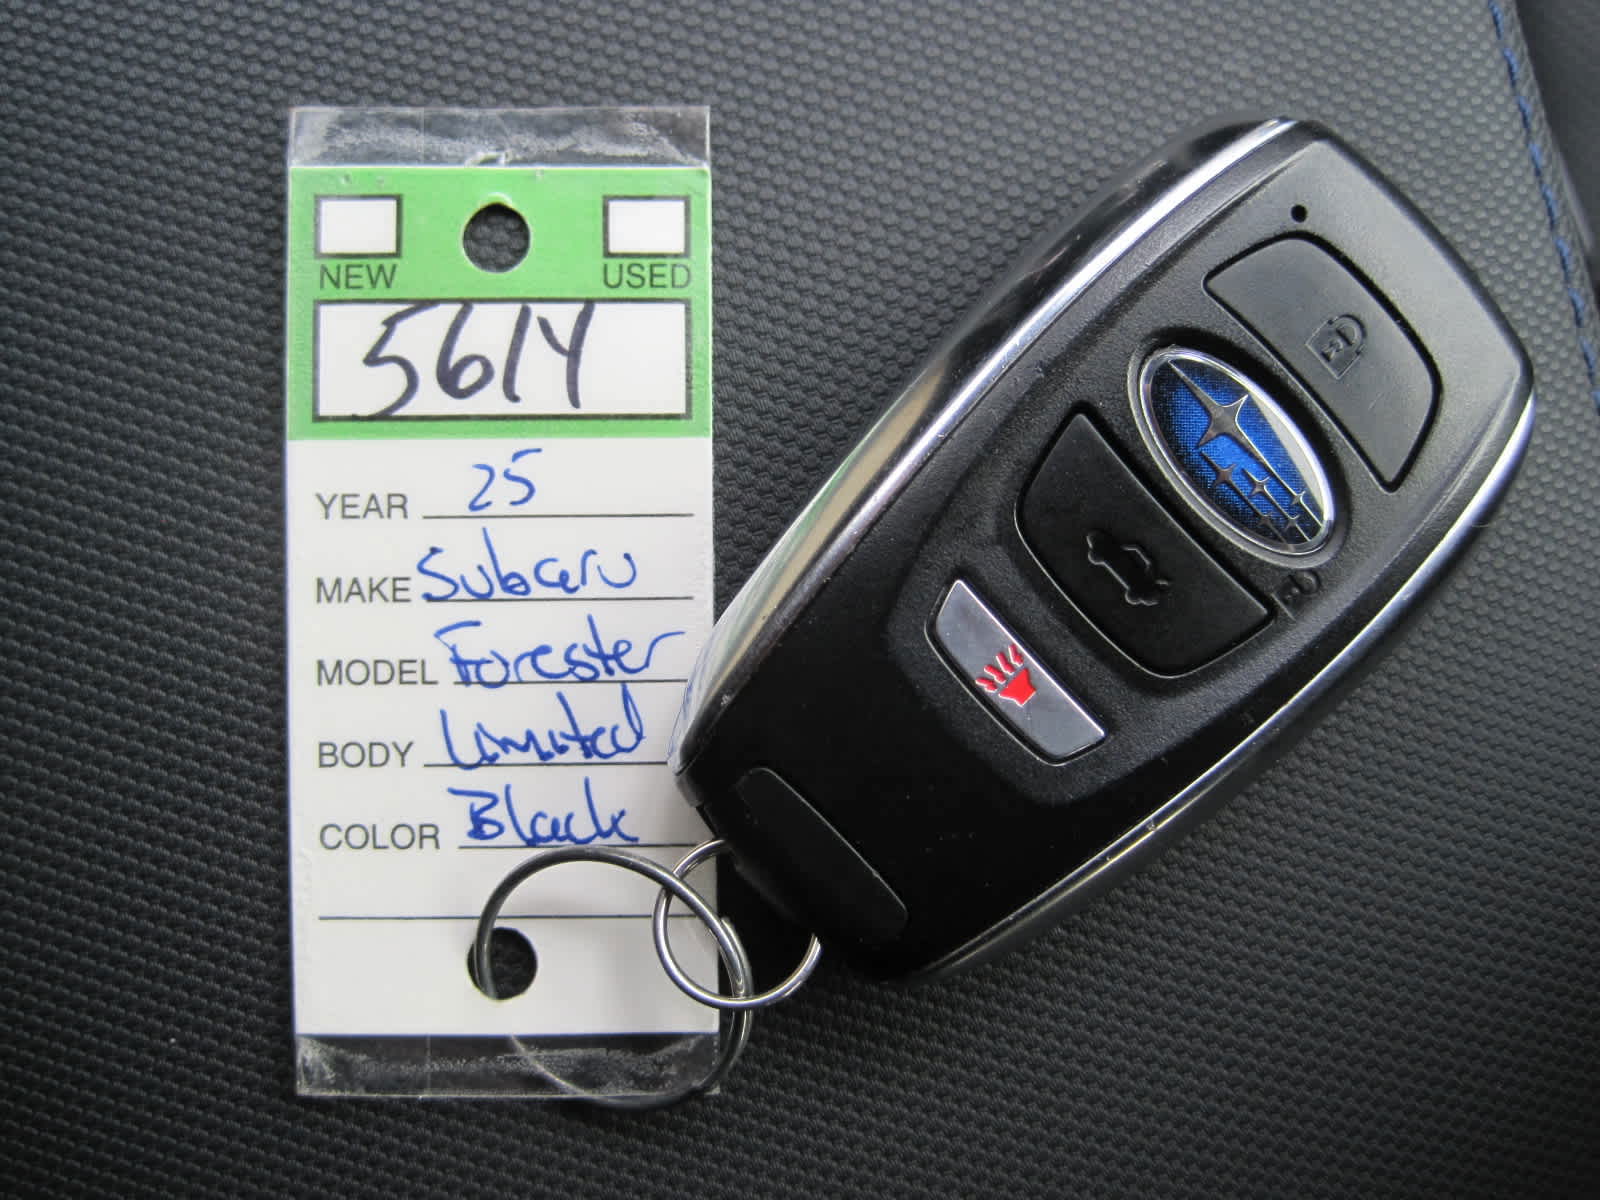 NEW USED
5614
YEAR 25
MAKE Subaru
MODEL Forester
BODY Limited
COLOR Black